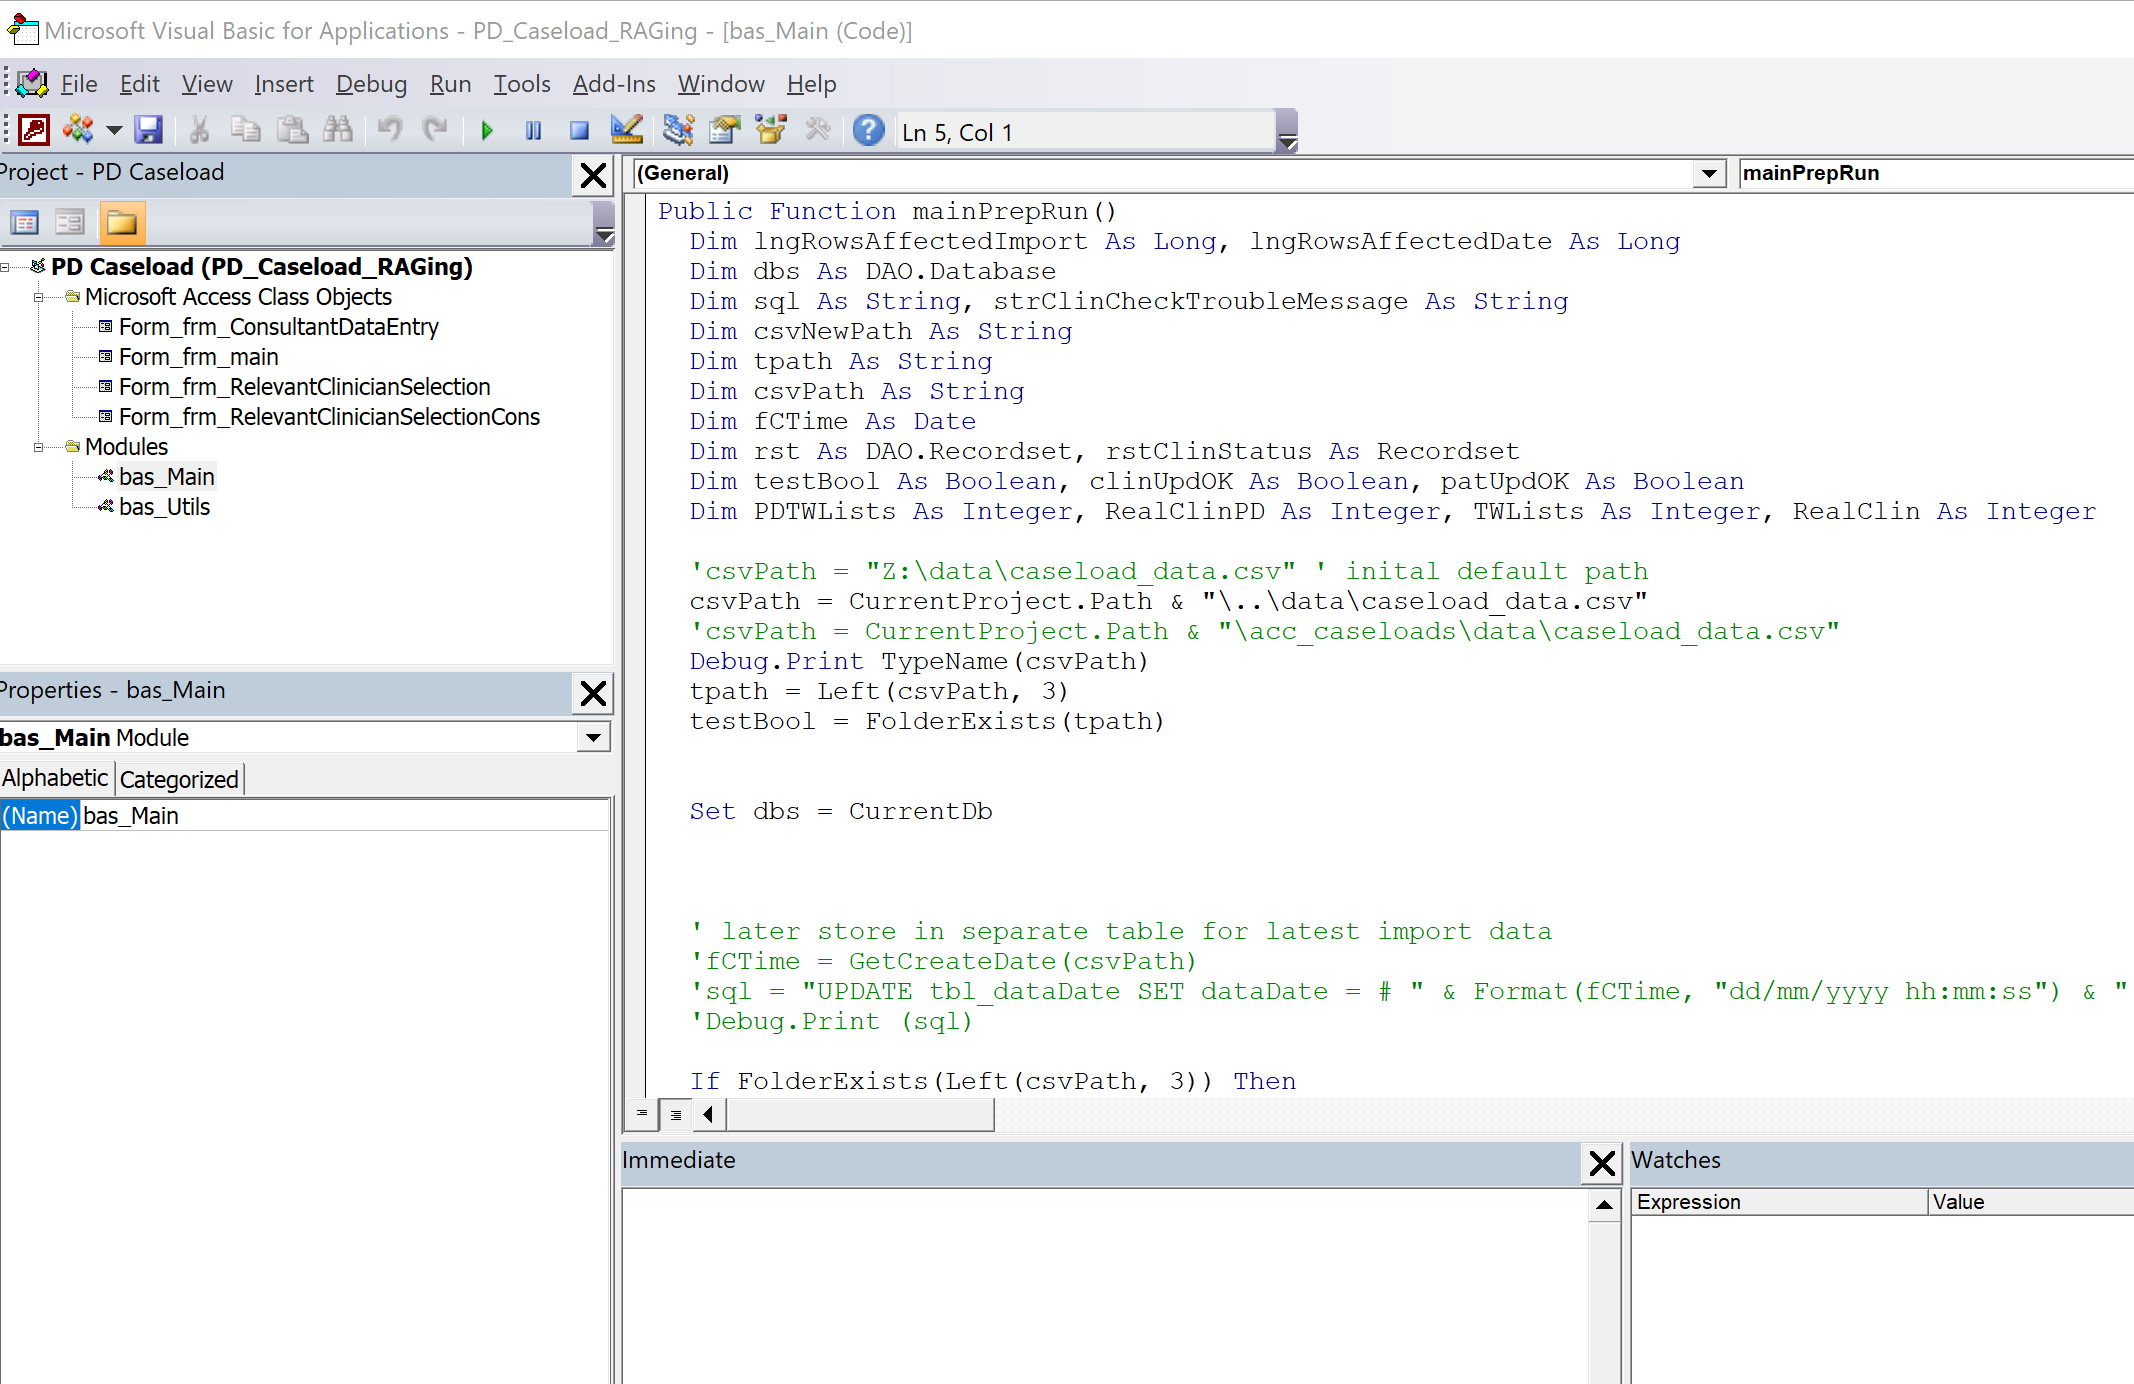 Microsoft Visual Basic for Applications - PD_Caseload_RAGing - [bas_Main (Code)]
File Edit View Insert Debug Run Tools Add-Ins Window Help
Ln 5, Col 1
Project - PD Caseload
PD Caseload (PD_Caseload_RAGing)
Microsoft Access Class Objects
Form_frm_ConsultantDataEntry
Form_frm_main
Form_frm_RelevantClinicianSelection
Form_frm_RelevantClinicianSelectionCons
Modules
bas_Main
bas_Utils
Properties - bas_Main
bas_Main Module
Alphabetic Categorized
(Name) bas_Main
(General) mainPrepRun
Public Function mainPrepRun()
Dim lngRowsAffectedImport As Long, lngRowsAffectedDate As Long
Dim dbs As DAO.Database
Dim sql As String, strClinCheckTroubleMessage As String
Dim csvNewPath As String
Dim tpath As String
Dim csvPath As String
Dim fCTime As Date
Dim rst As DAO.Recordset, rstClinStatus As Recordset
Dim testBool As Boolean, clinUpdOK As Boolean, patUpdOK As Boolean
Dim PDTWLists As Integer, RealClinPD As Integer, TWLists As Integer, RealClin As Integer
'csvPath = "Z:\data\caseload_data.csv" ' inital default path
csvPath = CurrentProject.Path & "\..\data\caseload_data.csv"
'csvPath = CurrentProject.Path & "\acc_caseloads\data\caseload_data.csv"
Debug.Print TypeName(csvPath)
tpath = Left(csvPath, 3)
testBool = FolderExists(tpath)
Set dbs = CurrentDb
' later store in separate table for latest import data
'fCTime = GetCreateDate(csvPath)
'sql = "UPDATE tbl_dataDate SET dataDate = # " & Format(fCTime, "dd/mm/yyyy hh:mm:ss") & "
'Debug.Print (sql)
If FolderExists(Left(csvPath, 3)) Then
Immediate
Watches
Expression Value